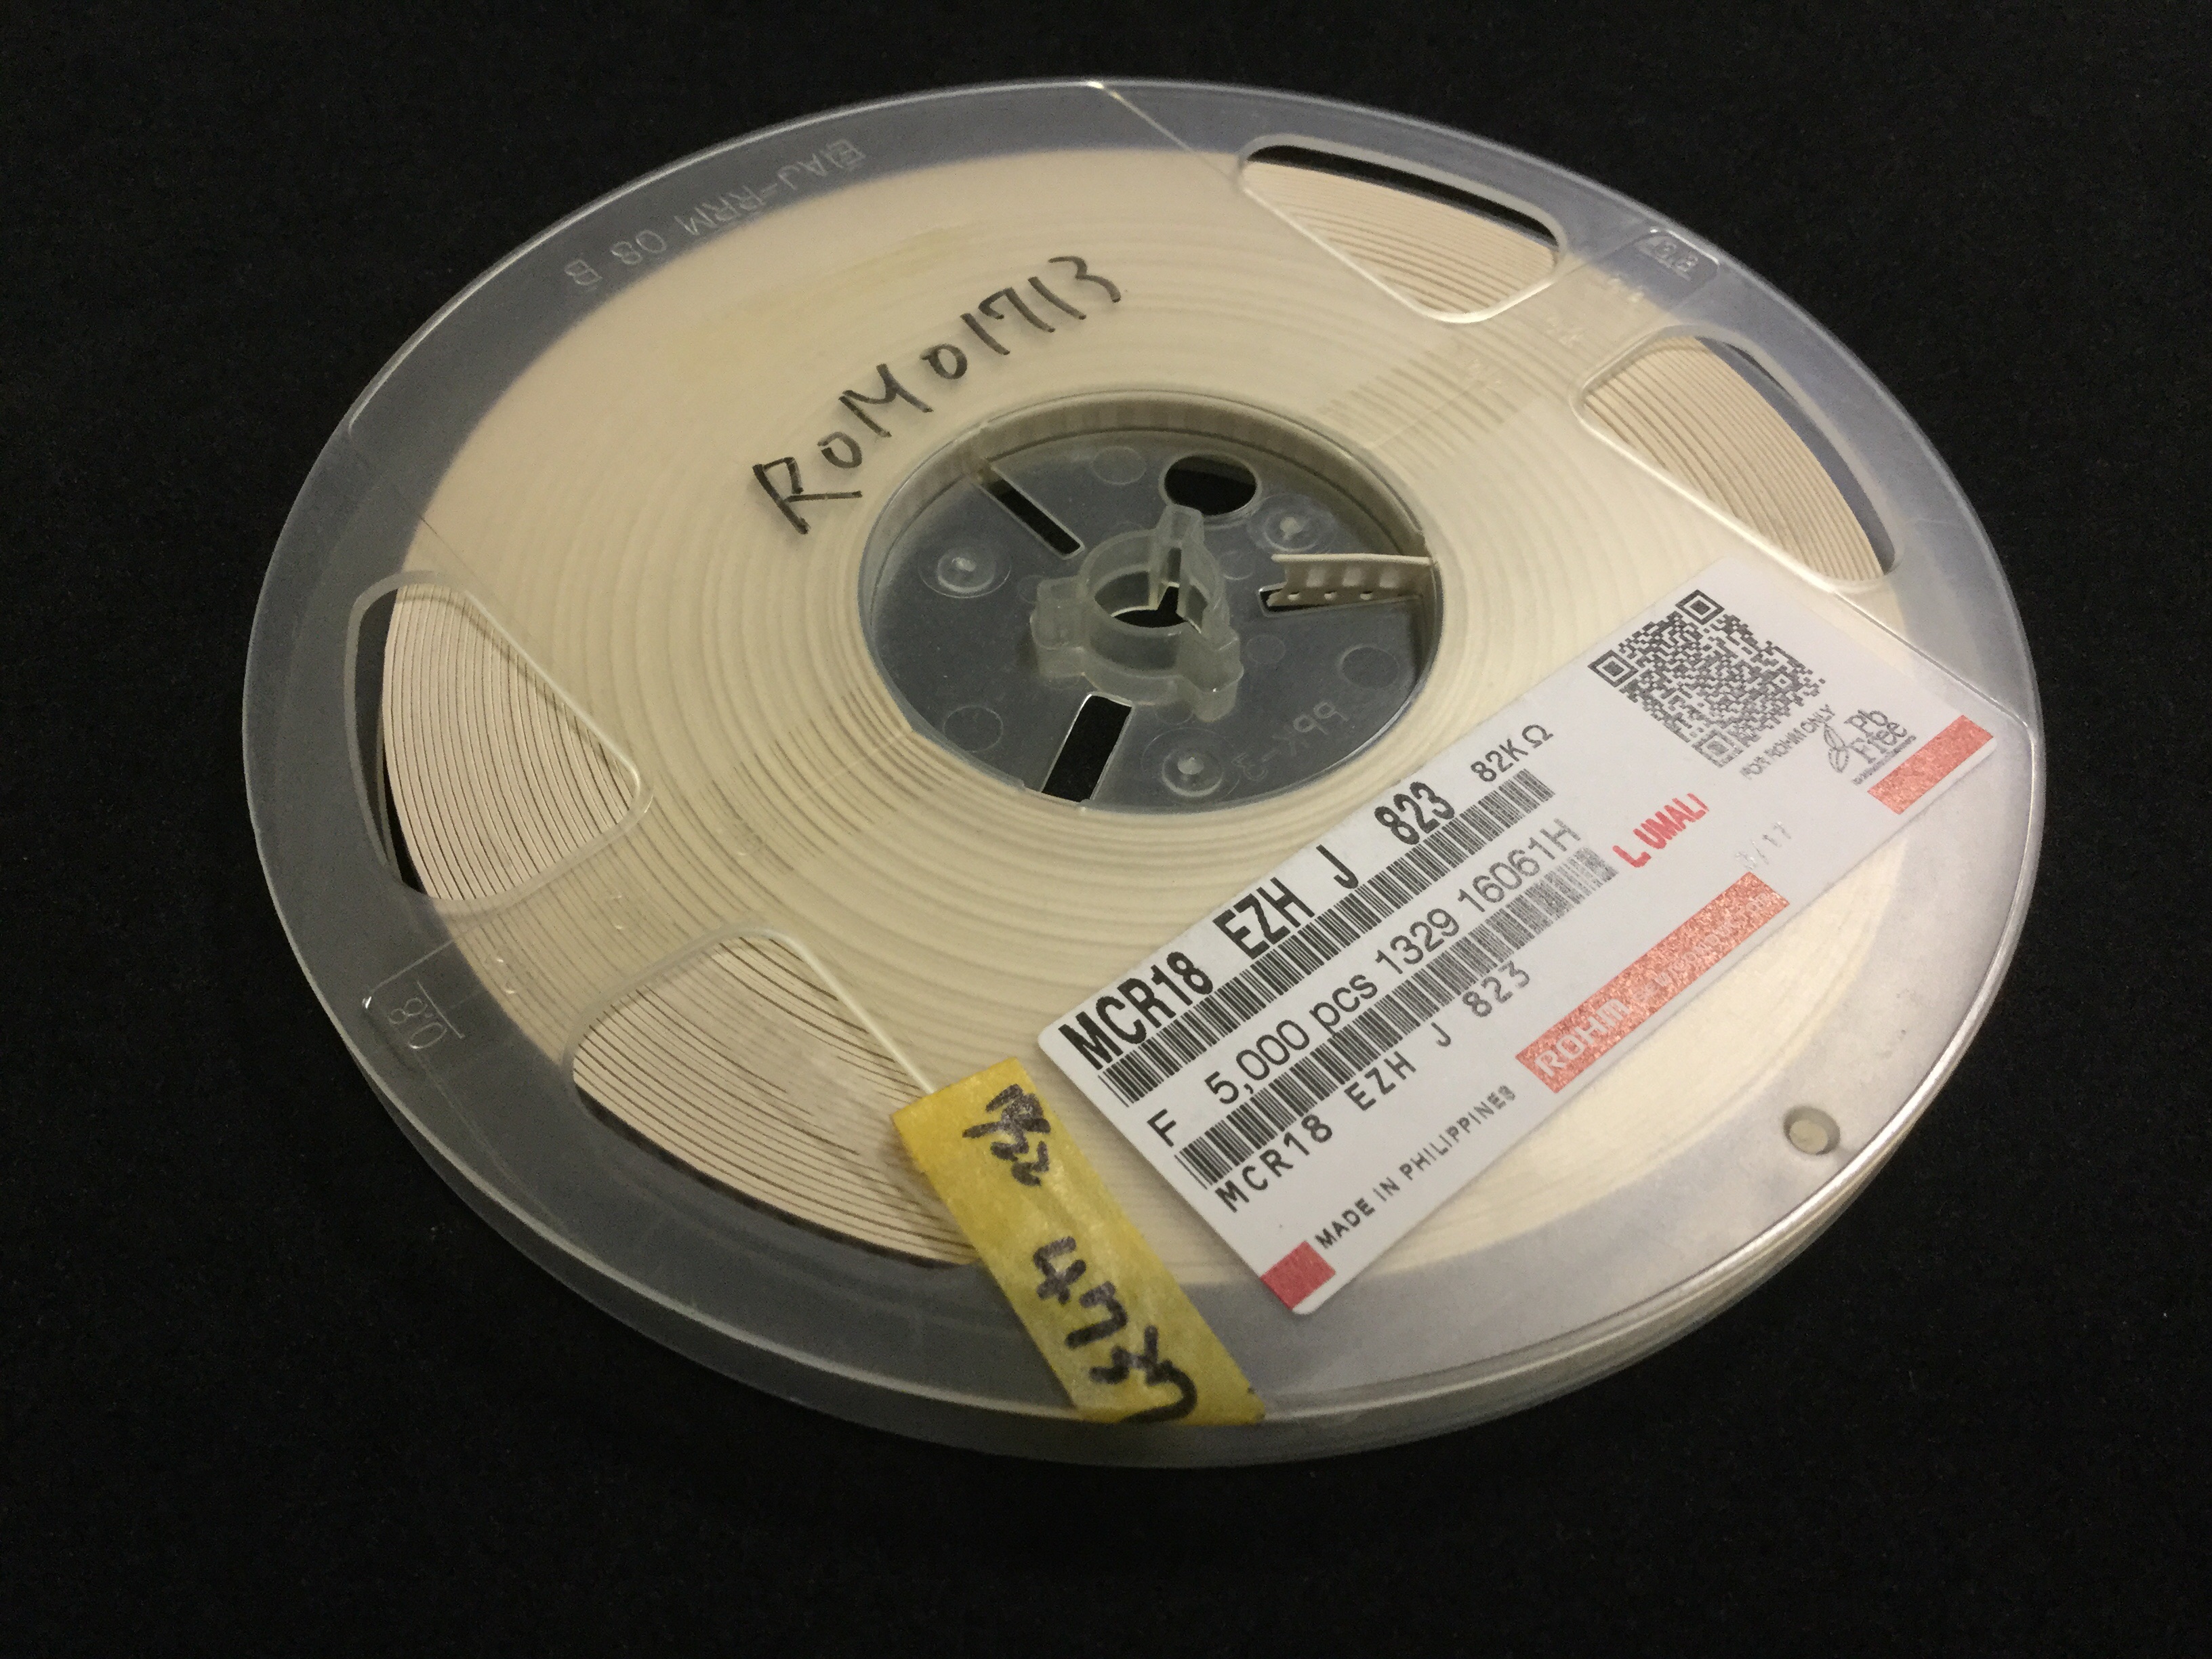 EIAJ-RRM 08 B
ROM01713
MCR18 EZH J 823 82KΩ
F 5,000 pcs 1329 16061H
MCR18 EZH J 823
L. UMALI
FOR ROHM ONLY
Pb
Free
MADE IN PHILIPPINES
ROHM